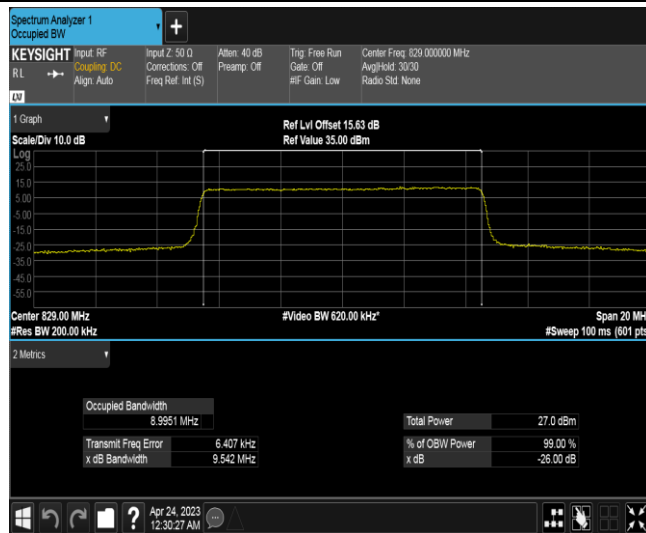 Spectrum Analyzer 1
Occupied BW
+
KEYSIGHT
RL
LXI
Input: RF
Coupling: DC
Align: Auto
Input Z: 50 Ω
Corrections: Off
Freq Ref: Int (S)
Atten: 40 dB
Preamp: Off
Trig: Free Run
Gate: Off
#IF Gain: Low
Center Freq: 829.000000 MHz
Avg|Hold: 30/30
Radio Std: None
1 Graph
Scale/Div 10.0 dB
Ref Lvl Offset 15.63 dB
Ref Value 35.00 dBm
Log
25.0
15.0
5.00
-5.00
-15.0
-25.0
-35.0
-45.0
-55.0
Center 829.00 MHz
#Video BW 620.00 kHz*
Span 20 MH
#Res BW 200.00 kHz
#Sweep 100 ms (601 pts
2 Metrics
Occupied Bandwidth
8.9951 MHz
Total Power 27.0 dBm
Transmit Freq Error 6.407 kHz
% of OBW Power 99.00 %
x dB Bandwidth 9.542 MHz
x dB -26.00 dB
?
Apr 24, 2023
12:30:27 AM